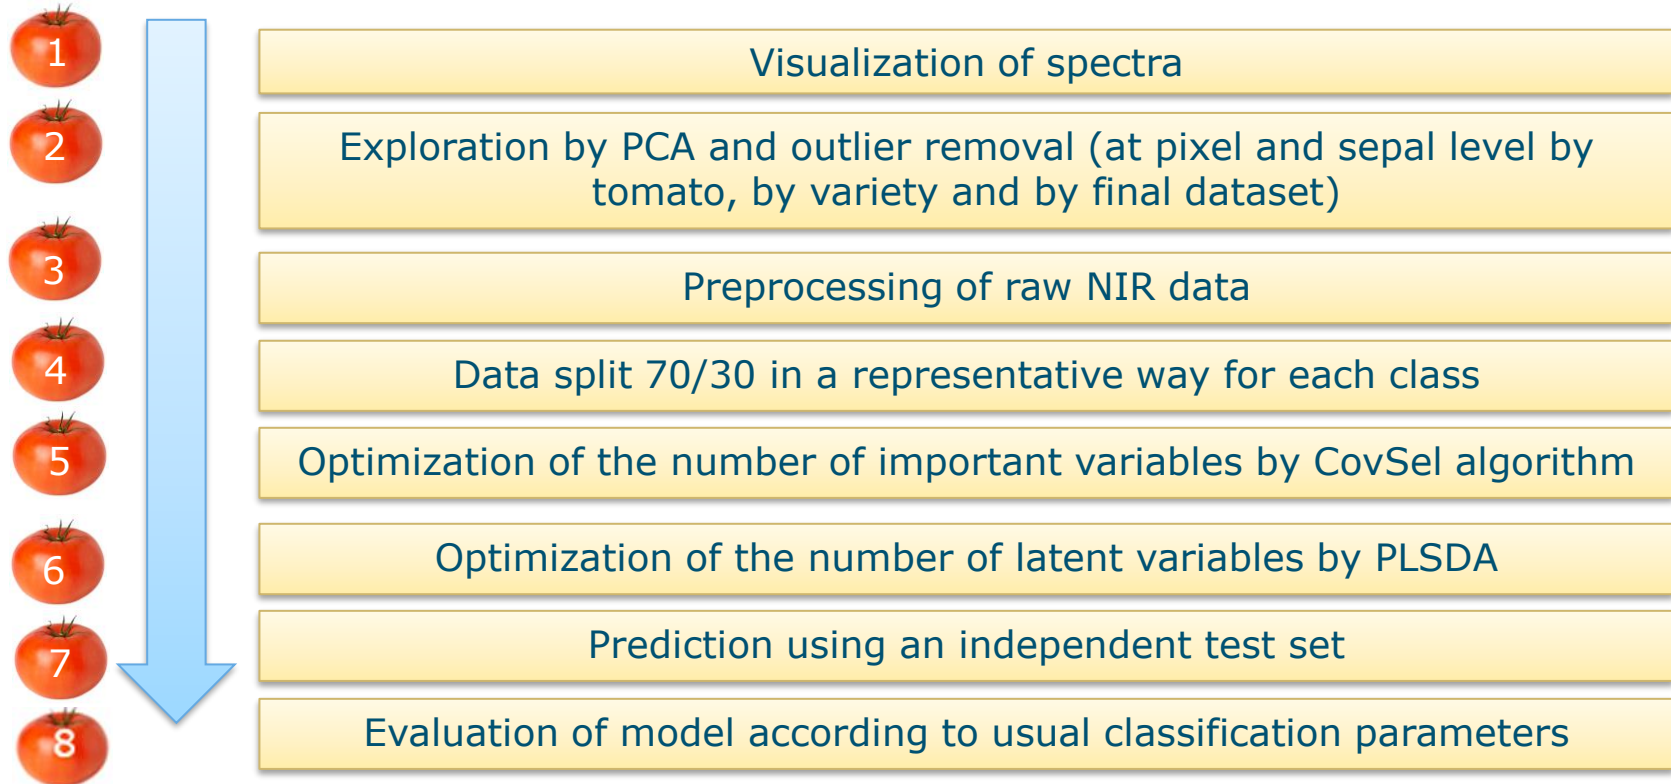 1
Visualization of spectra
2
Exploration by PCA and outlier removal (at pixel and sepal level by
tomato, by variety and by final dataset)
3
Preprocessing of raw NIR data
4
Data split 70/30 in a representative way for each class
5
Optimization of the number of important variables by CovSel algorithm
6
Optimization of the number of latent variables by PLSDA
7
Prediction using an independent test set
8
Evaluation of model according to usual classification parameters